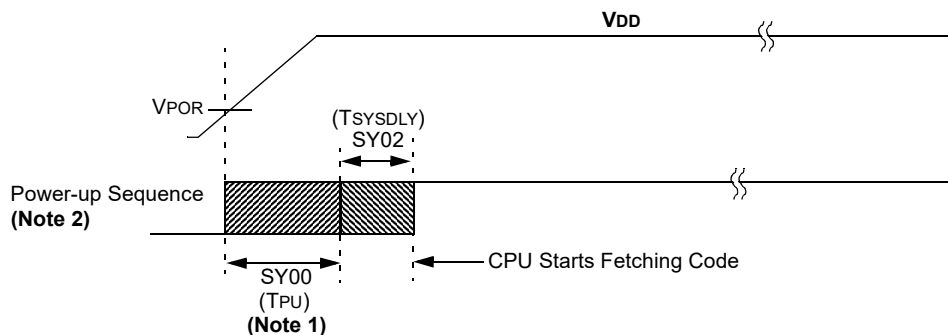 VDD
VPOR
(TSYSDLY)
SY02
Power-up Sequence
(Note 2)
CPU Starts Fetching Code
SY00
(TPU)
(Note 1)